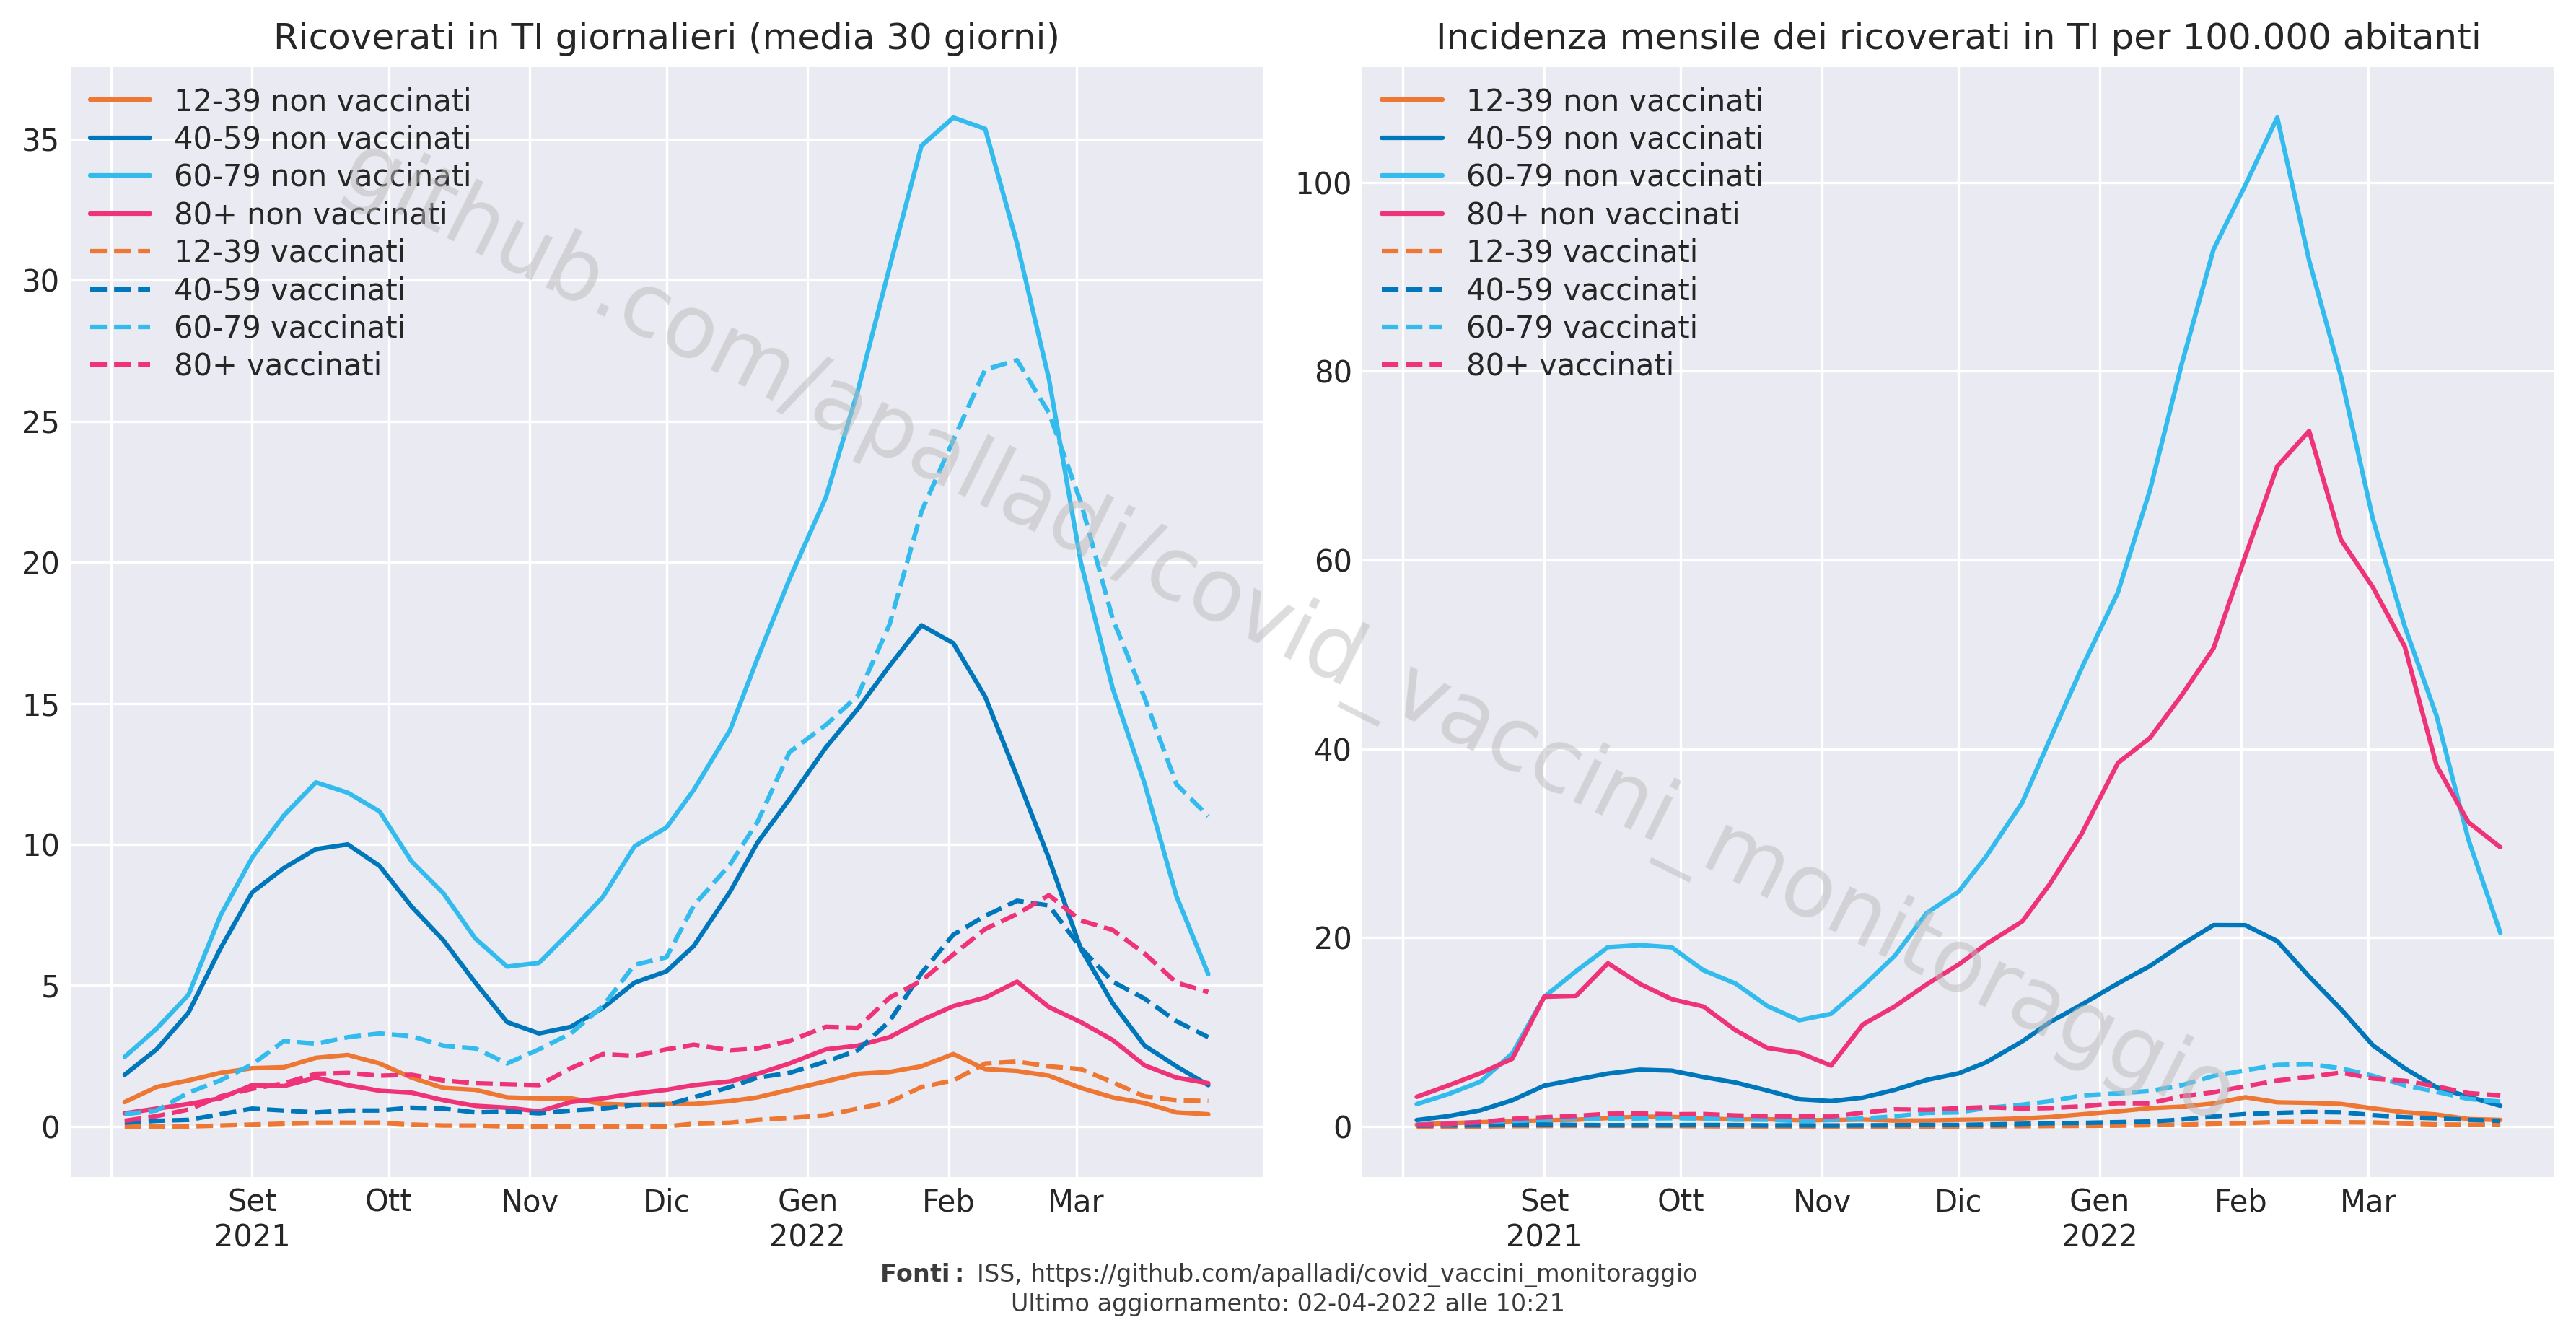 Ricoverati in TI giornalieri (media 30 giorni)
12-39 non vaccinati
40-59 non vaccinati
60-79 non vaccinati
80+ non vaccinati
12-39 vaccinati
40-59 vaccinati
60-79 vaccinati
80+ vaccinati
35
30
25
20
15
10
5
0
Set
2021
Ott
Nov
Dic
Gen
2022
Feb
Mar
Incidenza mensile dei ricoverati in TI per 100.000 abitanti
12-39 non vaccinati
40-59 non vaccinati
60-79 non vaccinati
80+ non vaccinati
12-39 vaccinati
40-59 vaccinati
60-79 vaccinati
80+ vaccinati
100
80
60
40
20
0
Set
2021
Ott
Nov
Dic
Gen
2022
Feb
Mar
github.com/apalladi/covid_vaccini_monitoraggio
Fonti: ISS, https://github.com/apalladi/covid_vaccini_monitoraggio
Ultimo aggiornamento: 02-04-2022 alle 10:21